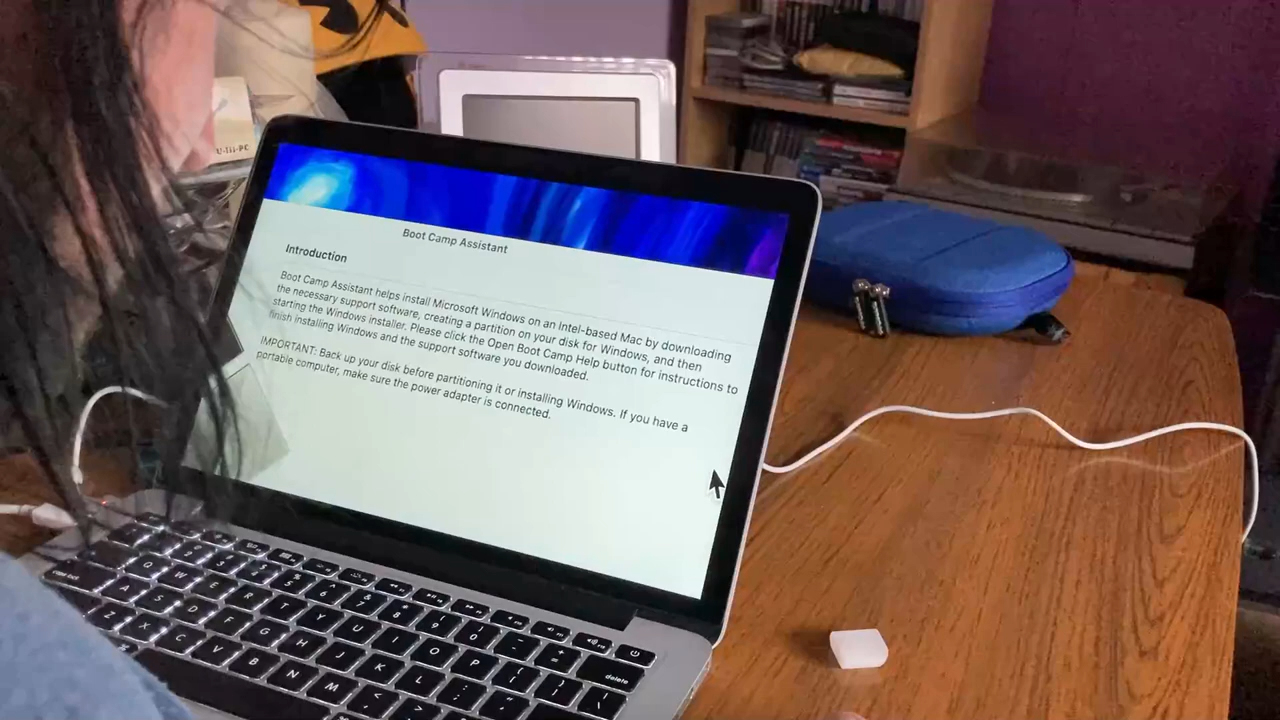 U-III-PC
Boot Camp Assistant
Introduction
Boot Camp Assistant helps install Microsoft Windows on an Intel-based Mac by downloading
the necessary support software, creating a partition on your disk for Windows, and then
starting the Windows installer. Please click the Open Boot Camp Help button for instructions to
finish installing Windows and the support software you downloaded.
IMPORTANT: Back up your disk before partitioning it or installing Windows. If you have a
portable computer, make sure the power adapter is connected.
Q W E R T Y U I O P
A S D F G H J K L
Z X C V B N M
delete